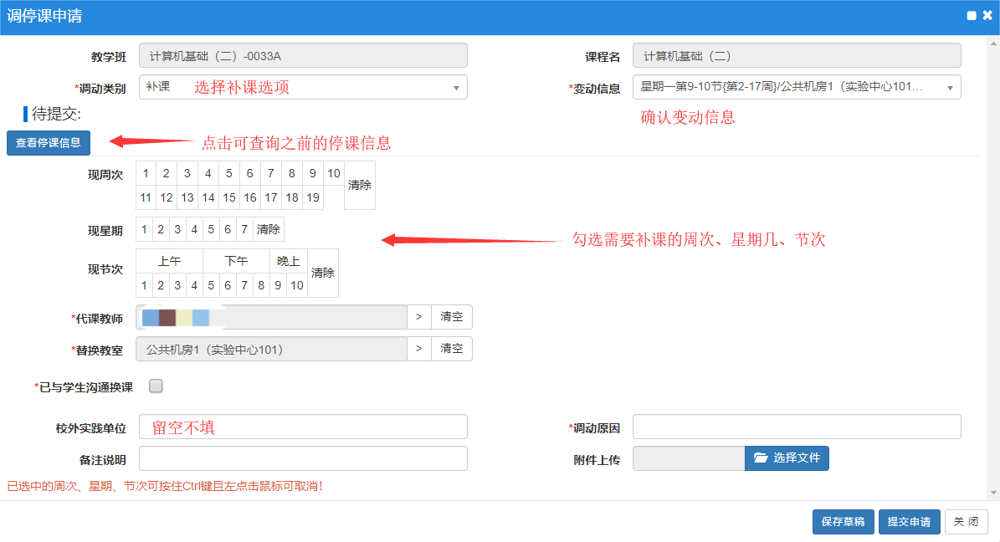 调停课申请
教学班 计算机基础（二）-0033A 课程名 计算机基础（二）
*调动类别 补课 选择补课选项 *变动信息 星期一第9-10节{第2-17周}/公共机房1（实验中心101...
待提交: 确认变动信息
查看停课信息 点击可查询之前的停课信息
现周次 1 2 3 4 5 6 7 8 9 10 清除
11 12 13 14 15 16 17 18 19
现星期 1 2 3 4 5 6 7 清除 勾选需要补课的周次、星期几、节次
现节次 上午 下午 晚上 清除
1 2 3 4 5 6 7 8 9 10
*代课教师 > 清空
*替换教室 公共机房1（实验中心101） > 清空
*已与学生沟通换课
校外实践单位 留空不填 *调动原因
备注说明 附件上传 选择文件
已选中的周次、星期、节次可按住Ctrl键且左点击鼠标可取消！
保存草稿 提交申请 关 闭